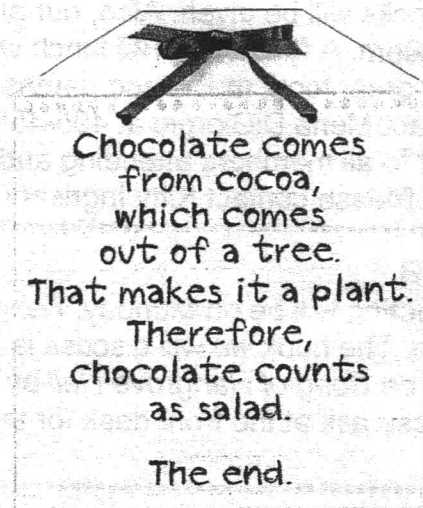 Chocolate comes
from cocoa,
which comes
out of a tree.
That makes it a plant.
Therefore,
chocolate counts
as salad.
The end.